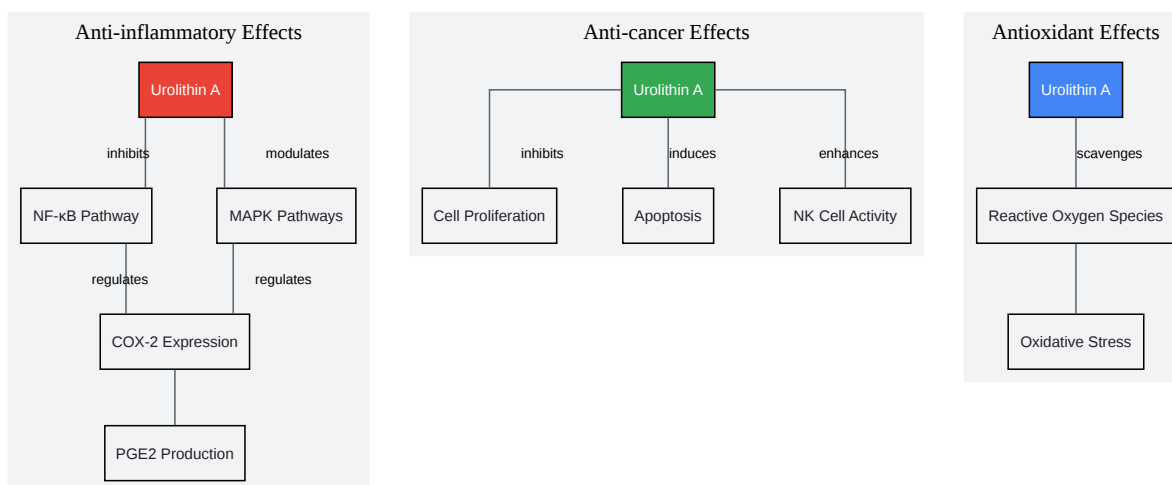 Anti-inflammatory Effects
Urolithin A
inhibits
modulates
NF-κB Pathway
MAPK Pathways
regulates
regulates
COX-2 Expression
PGE2 Production
Anti-cancer Effects
Urolithin A
inhibits
induces
enhances
Cell Proliferation
Apoptosis
NK Cell Activity
Antioxidant Effects
Urolithin A
scavenges
Reactive Oxygen Species
Oxidative Stress